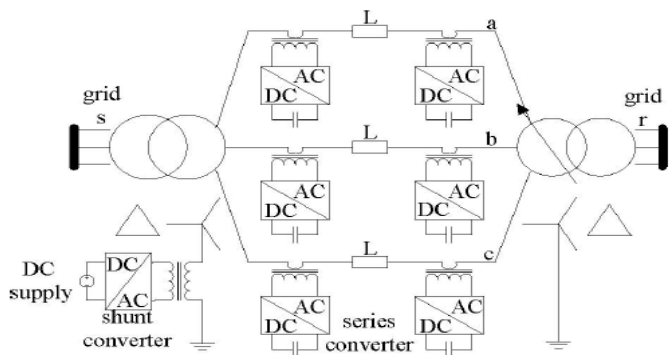 L
a
AC
DC
AC
DC
grid
s
grid
r
L
b
AC
DC
AC
DC
L
c
DC
supply
DC
AC
shunt
converter
AC
DC
series
converter
AC
DC